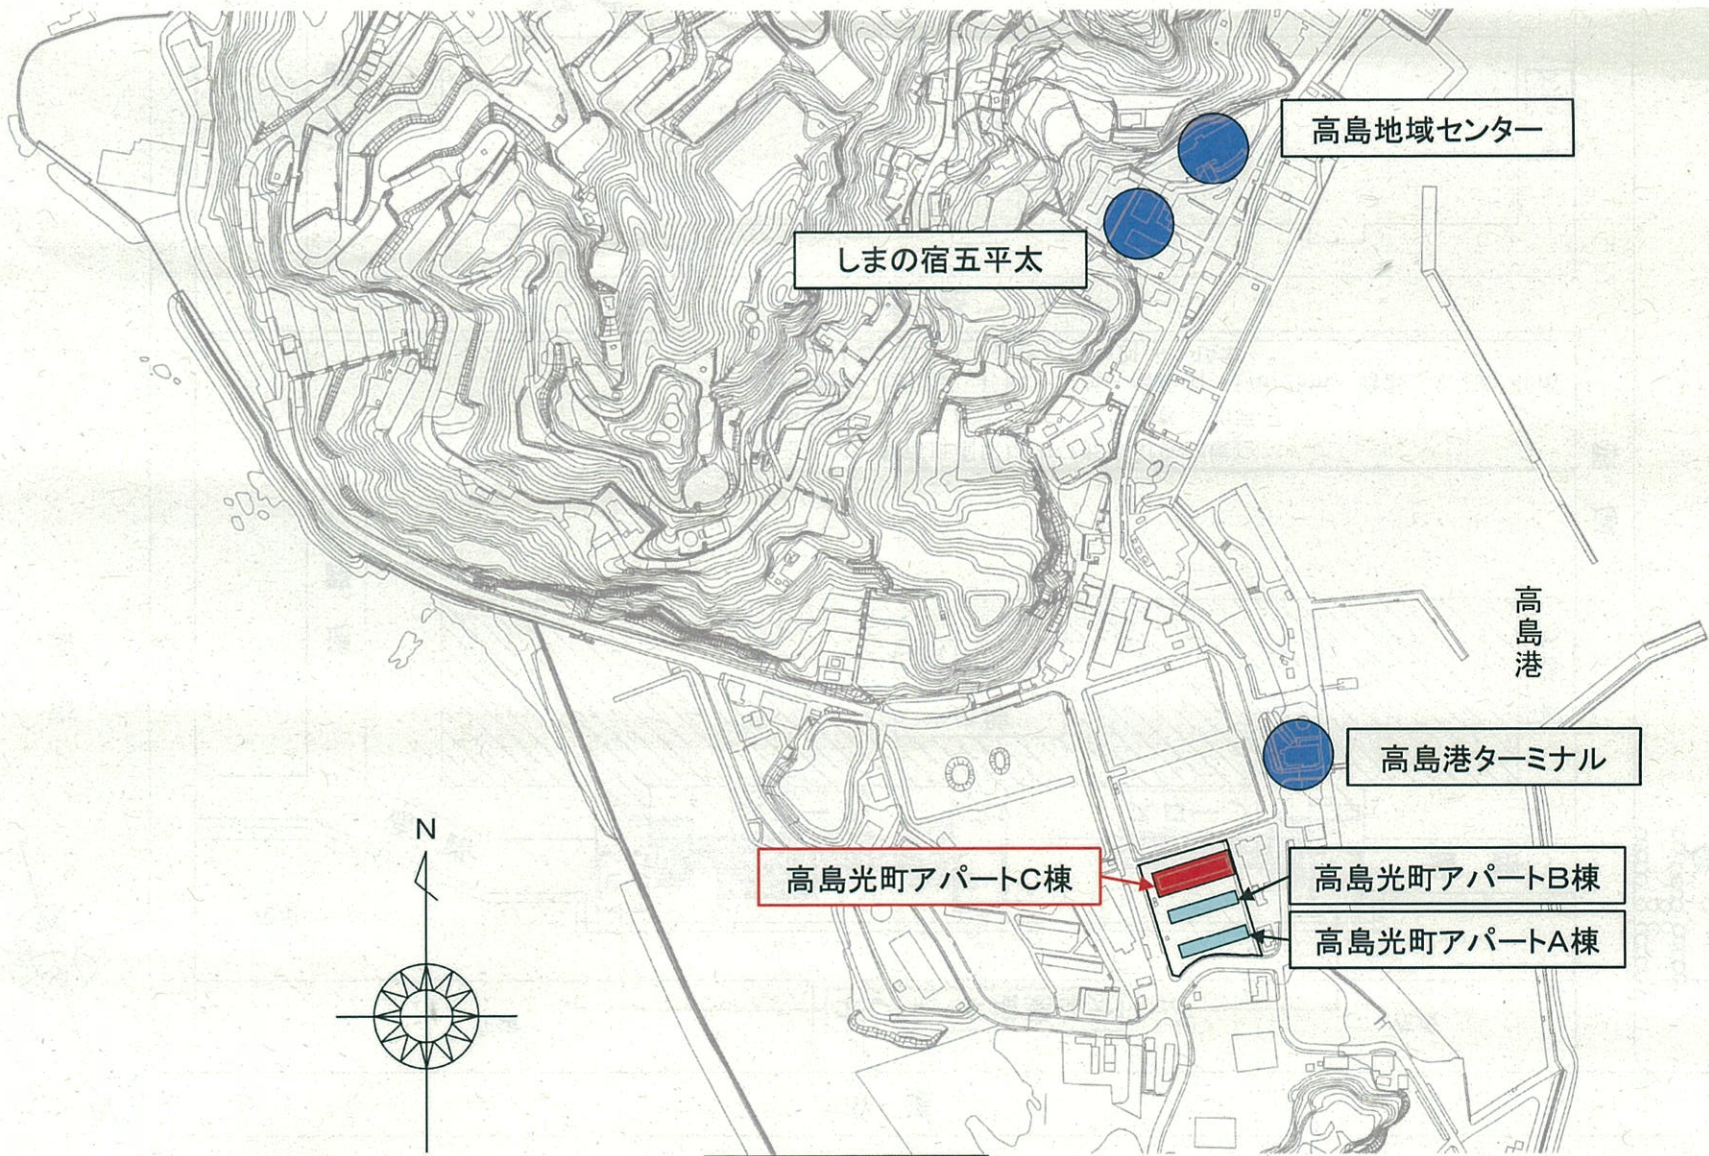 高島地域センター
しまの宿五平太
高島港
高島港ターミナル
N
高島光町アパートC棟
高島光町アパートB棟
高島光町アパートA棟